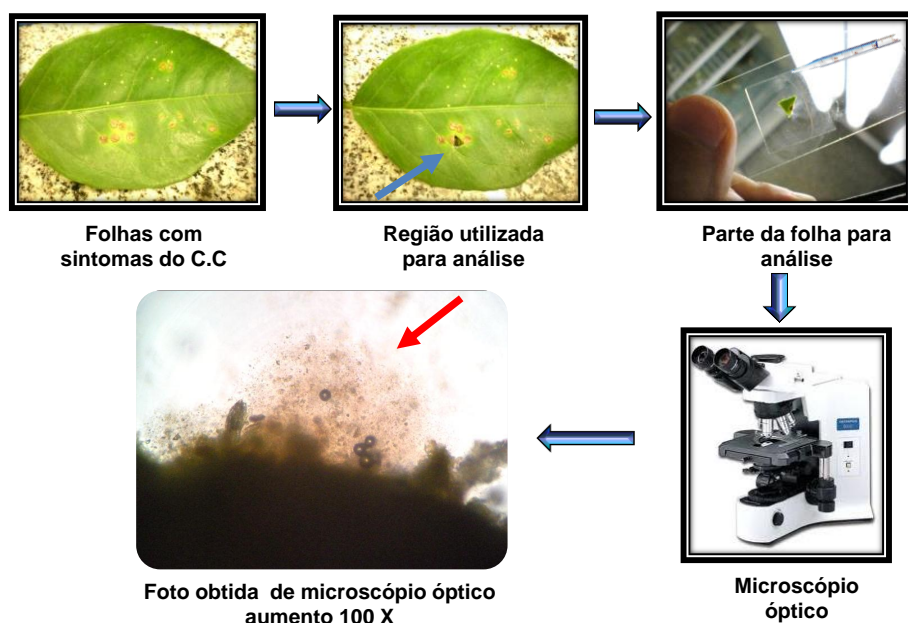 Folhas com
sintomas do C.C
Região utilizada
para análise
Parte da folha para
análise
Foto obtida de microscópio óptico
aumento 100 X
Microscópio
óptico